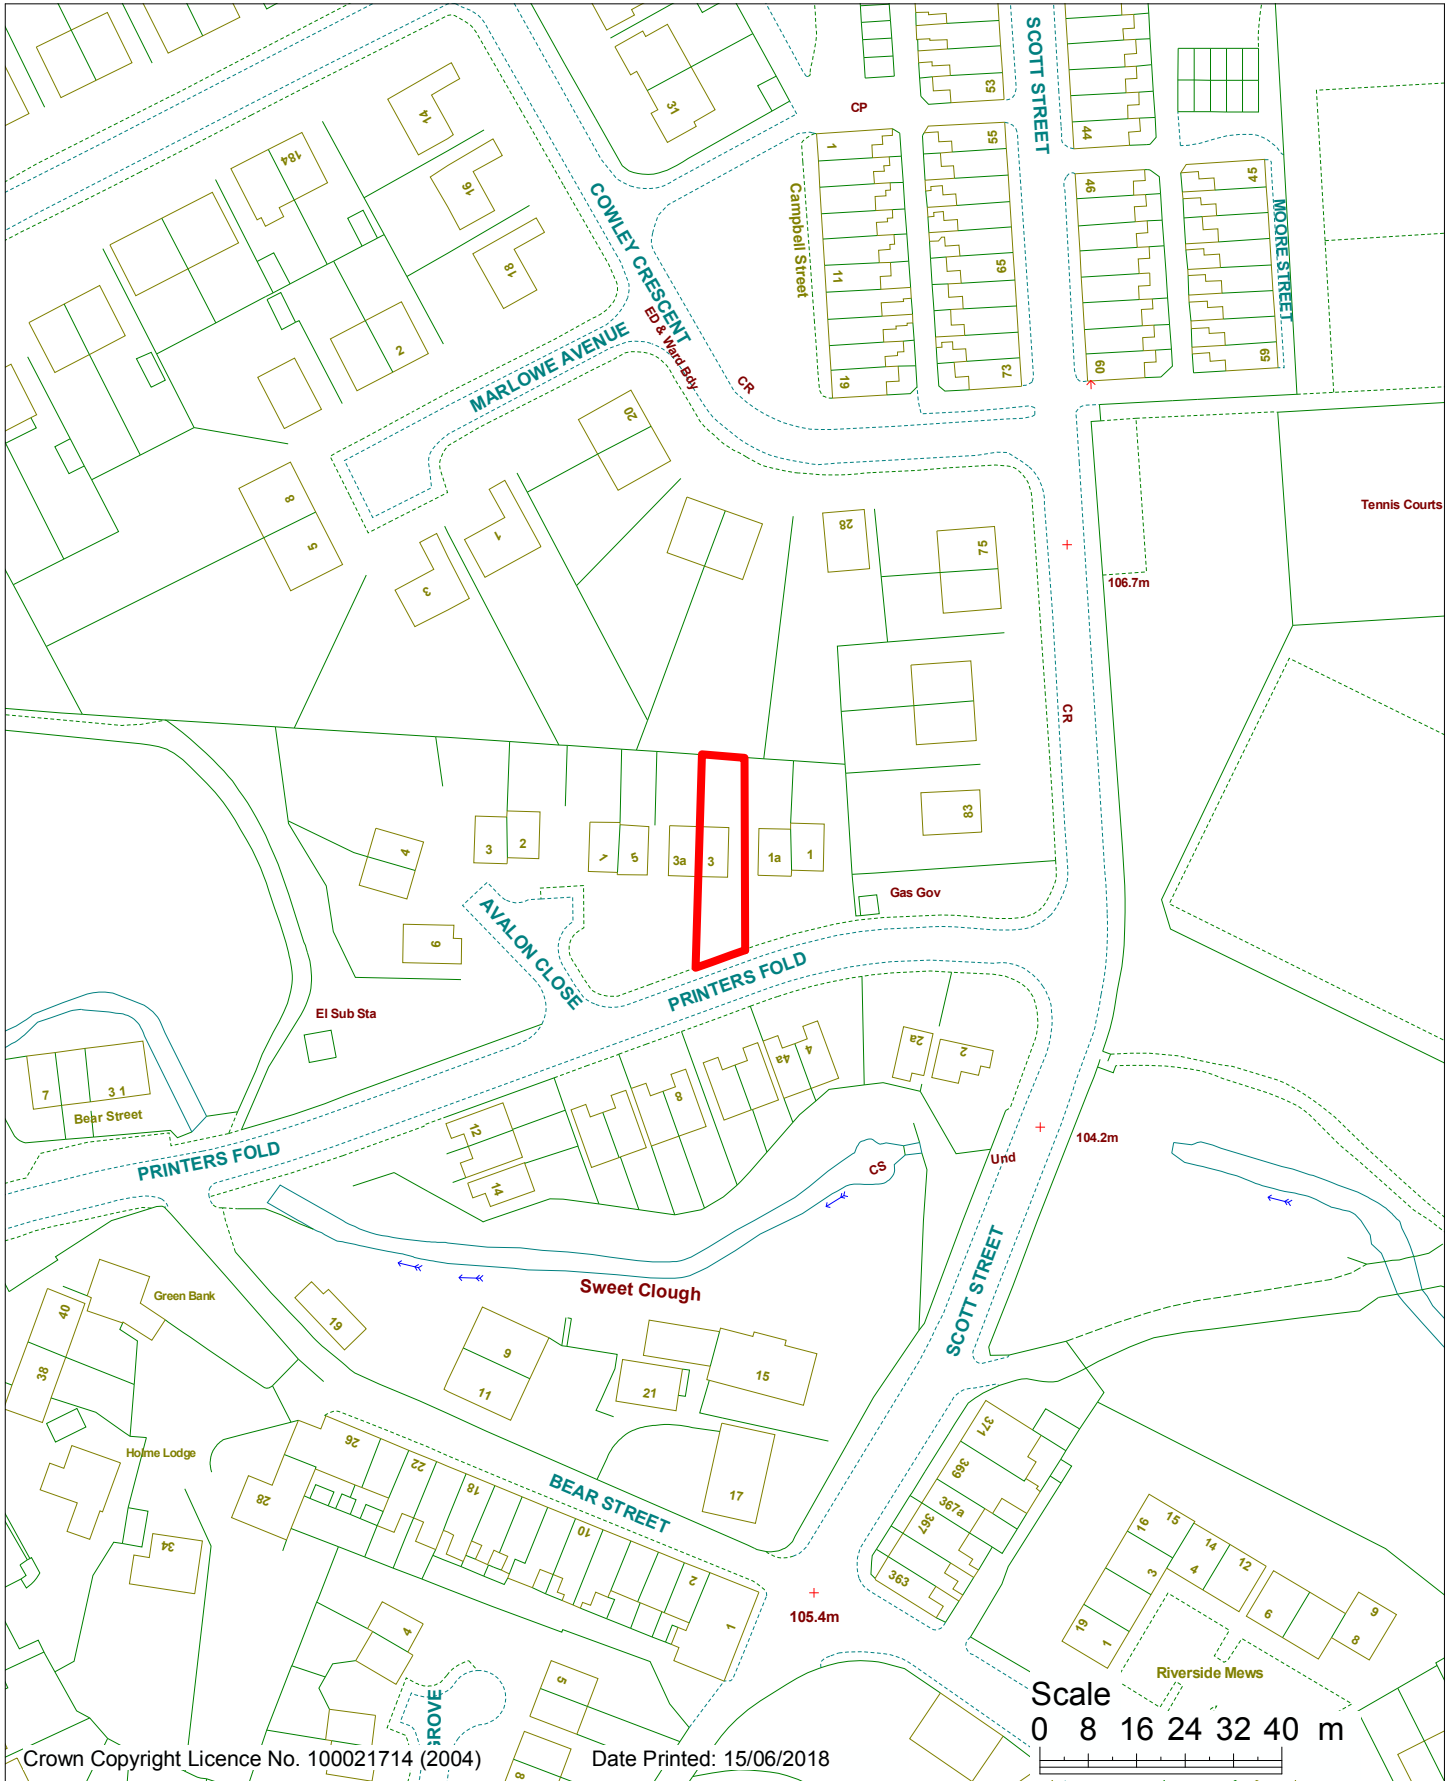 SCOTT STREET
53
31
14
CP
44
55
1
184
16
45
46
Campbell Street
COWLEY CRESCENT
MOORE STREET
18
65
11
ED & Ward Bdy
MARLOWE AVENUE
2
59
60
73
19
CR
20
8
Tennis Courts
28
75
1
5
3
106.7m
CR
83
3
2
7
5
3a
3
1a
1
4
Gas Gov
AVALON CLOSE
6
PRINTERS FOLD
El Sub Sta
2a
2
4
4a
7
3 1
8
Bear Street
12
104.2m
PRINTERS FOLD
CS
Und
14
SCOTT STREET
Sweet Clough
Green Bank
40
19
9
38
11
21
15
371
26
Holme Lodge
22
369
18
BEAR STREET
17
28
367a
10
367
16
15
14
12
34
2
363
4
3
6
9
105.4m
4
1
19
1
8
5
Riverside Mews
GROVE
Scale
0 8 16 24 32 40 m
8
Crown Copyright Licence No. 100021714 (2004)
Date Printed: 15/06/2018